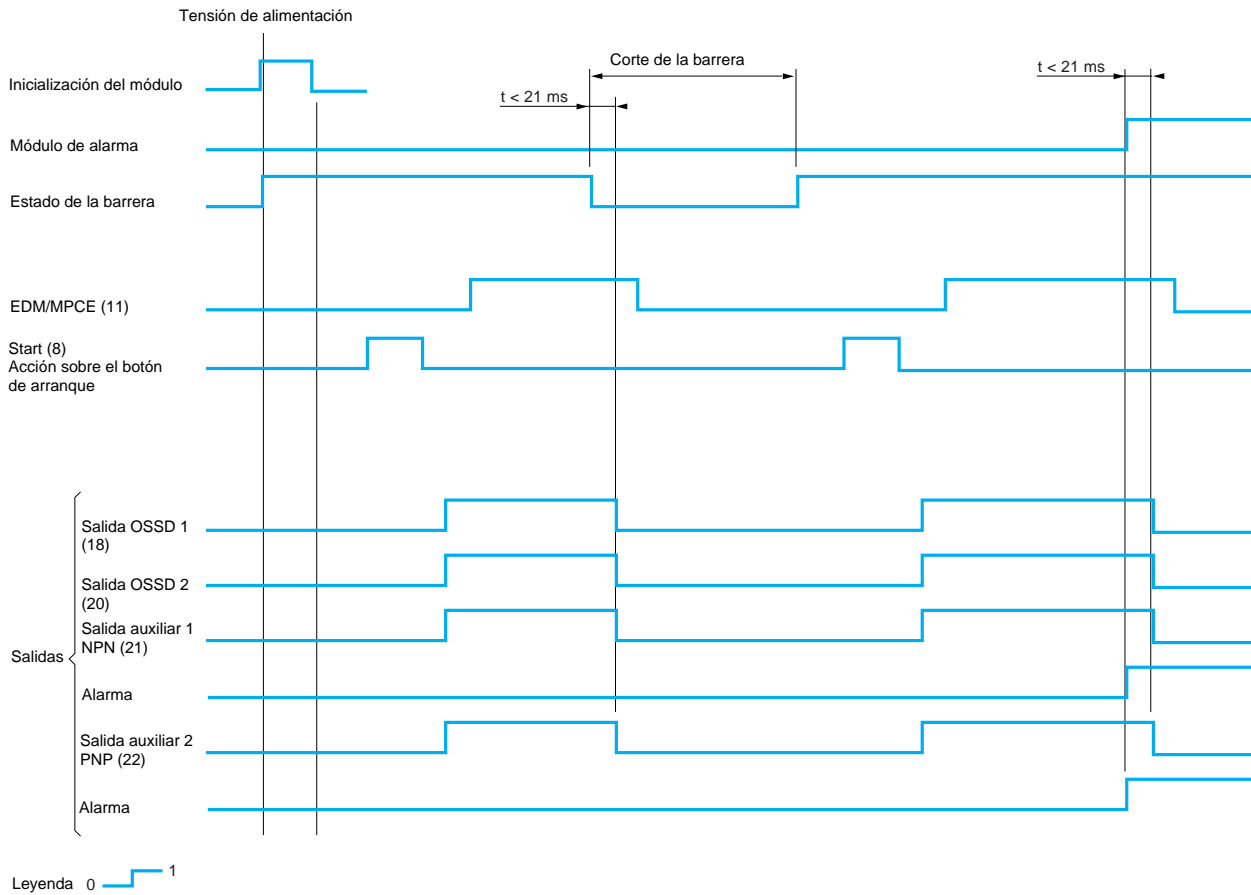 Tensión de alimentación
Corte de la barrera
Inicialización del módulo
t < 21 ms
t < 21 ms
Módulo de alarma
Estado de la barrera
EDM/MPCE (11)
Start (8)
Acción sobre el botón
de arranque
Salidas
Salida OSSD 1
(18)
Salida OSSD 2
(20)
Salida auxiliar 1
NPN (21)
Alarma
Salida auxiliar 2
PNP (22)
Alarma
Leyenda 0 1